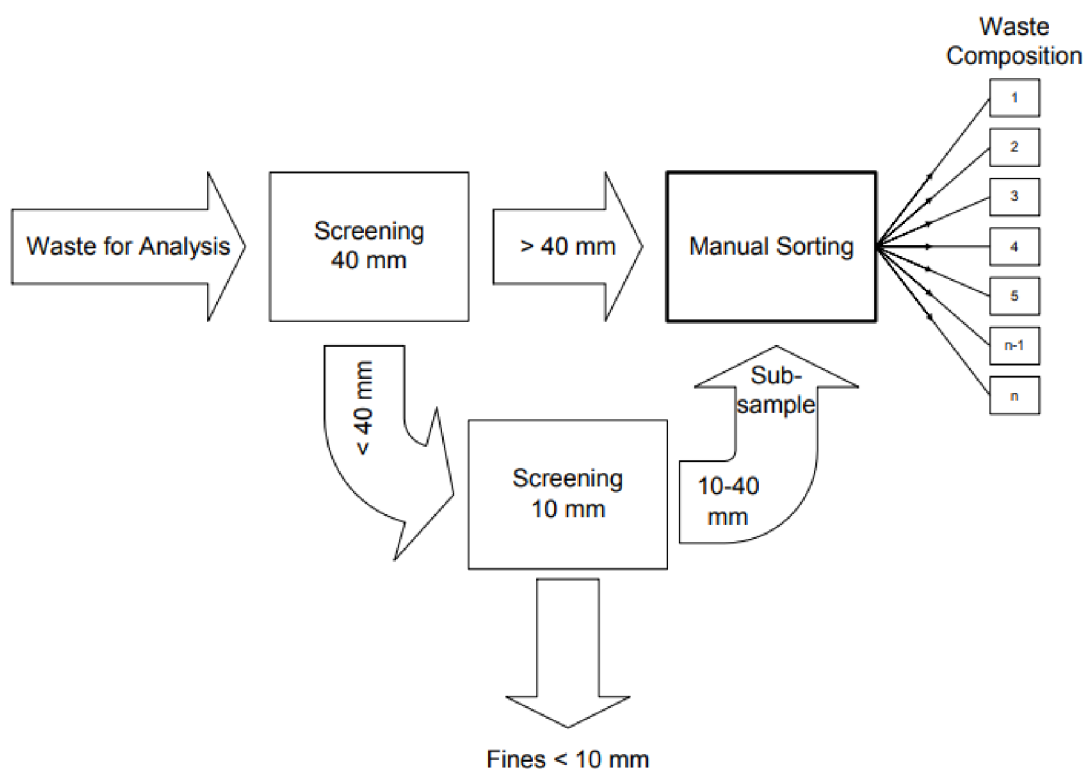 Waste
Composition
1
2
3
4
5
n-1
n
Waste for Analysis
Screening
40 mm
> 40 mm
Manual Sorting
< 40 mm
Screening
10 mm
10-40
mm
Sub-
sample
Fines < 10 mm